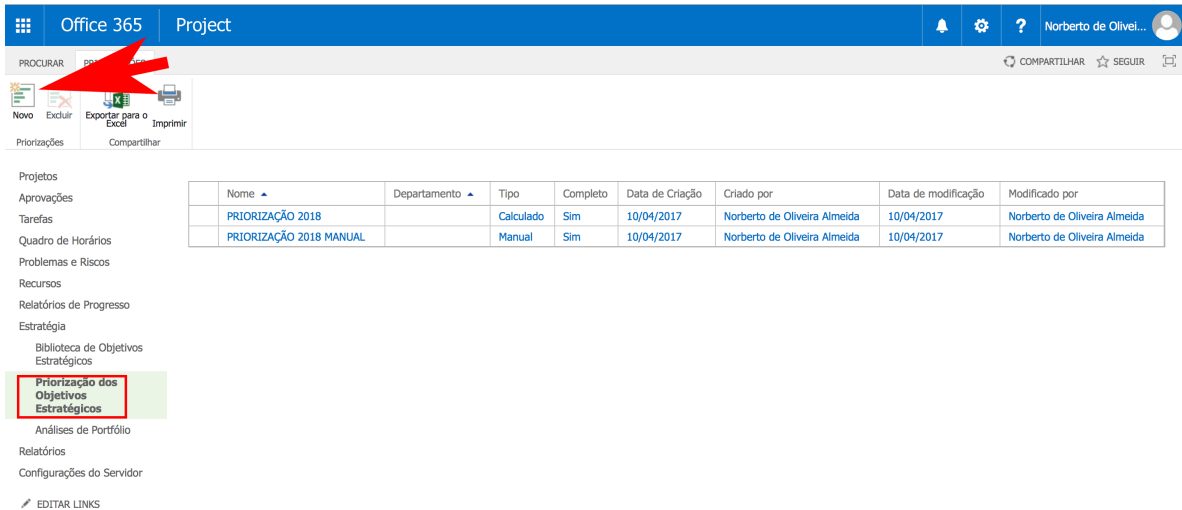 Office 365 Project ? Norberto de Olivei...
PROCURAR COMPARTILHAR SEGUIR
Novo Excluir Exportar para o Excel Imprimir
Priorizações Compartilhar
Projetos
Aprovações
Tarefas
Quadro de Horários
Problemas e Riscos
Recursos
Relatórios de Progresso
Estratégia
Biblioteca de Objetivos
Estratégicos
Priorização dos
Objetivos
Estratégicos
Análises de Portfólio
Relatórios
Configurações do Servidor
EDITAR LINKS
Nome Departamento Tipo Completo Data de Criação Criado por Data de modificação Modificado por
PRIORIZAÇÃO 2018 Calculado Sim 10/04/2017 Norberto de Oliveira Almeida 10/04/2017 Norberto de Oliveira Almeida
PRIORIZAÇÃO 2018 MANUAL Manual Sim 10/04/2017 Norberto de Oliveira Almeida 10/04/2017 Norberto de Oliveira Almeida